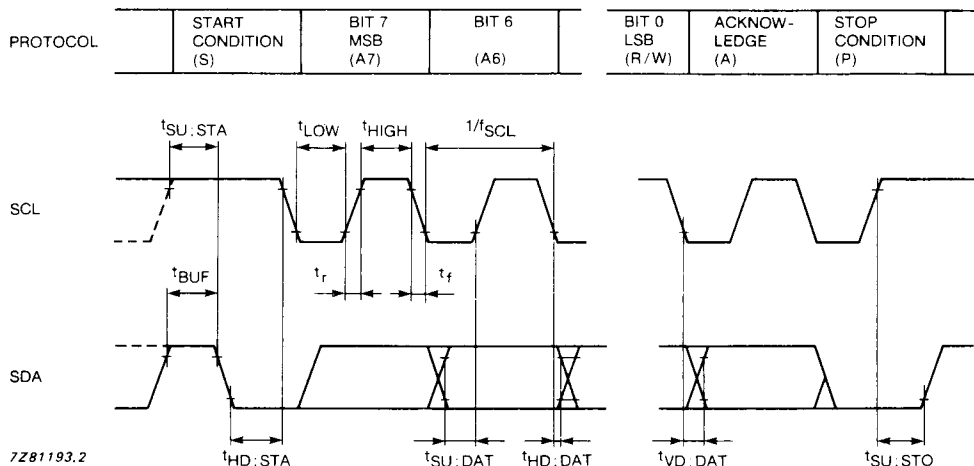 PROTOCOL
START CONDITION (S)
BIT 7 MSB (A7)
BIT 6 (A6)
BIT 0 LSB (R/W)
ACKNOW- LEDGE (A)
STOP CONDITION (P)
tSU;STA
tLOW
tHIGH
1/fSCL
SCL
tBUF
tr
tf
SDA
7Z81193.2
tHD;STA
tSU;DAT
tHD;DAT
tVD;DAT
tSU;STO